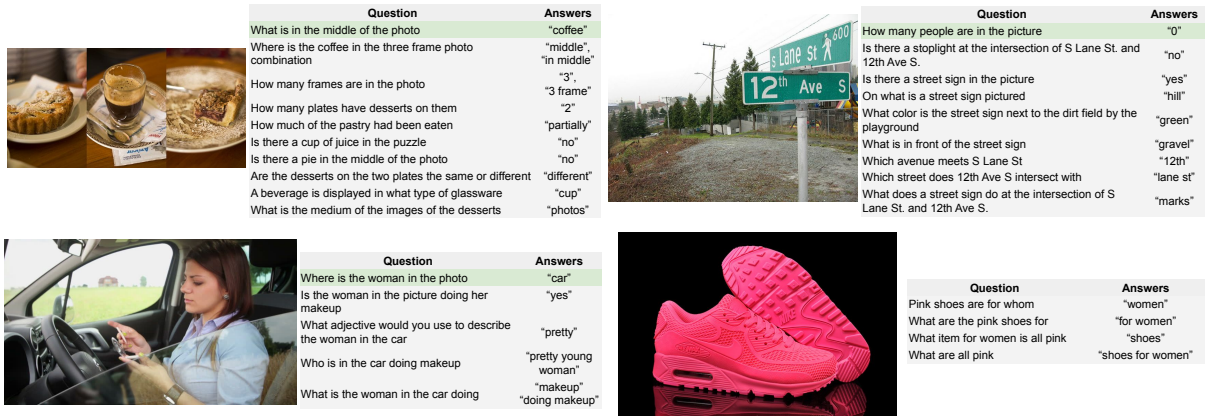 Question Answers
What is in the middle of the photo “coffee”
Where is the coffee in the three frame photo
combination
“middle”,
“in middle”
How many frames are in the photo
“3”,
“3 frame”
How many plates have desserts on them “2”
How much of the pastry had been eaten “partially”
Is there a cup of juice in the puzzle “no”
Is there a pie in the middle of the photo “no”
Are the desserts on the two plates the same or different “different”
A beverage is displayed in what type of glassware “cup”
What is the medium of the images of the desserts “photos”
S Lane St 600
12th Ave S
Question Answers
How many people are in the picture “0”
Is there a stoplight at the intersection of S Lane St. and
12th Ave S.
“no”
Is there a street sign in the picture “yes”
On what is a street sign pictured “hill”
What color is the street sign next to the dirt field by the
playground
“green”
What is in front of the street sign “gravel”
Which avenue meets S Lane St “12th”
Which street does 12th Ave S intersect with “lane st”
What does a street sign do at the intersection of S
Lane St. and 12th Ave S.
“marks”
Question Answers
Where is the woman in the photo “car”
Is the woman in the picture doing her
makeup
“yes”
What adjective would you use to describe
the woman in the car
“pretty”
Who is in the car doing makeup
“pretty young
woman”
What is the woman in the car doing
“makeup”
“doing makeup”
Question Answers
Pink shoes are for whom “women”
What are the pink shoes for “for women”
What item for women is all pink “shoes”
What are all pink “shoes for women”